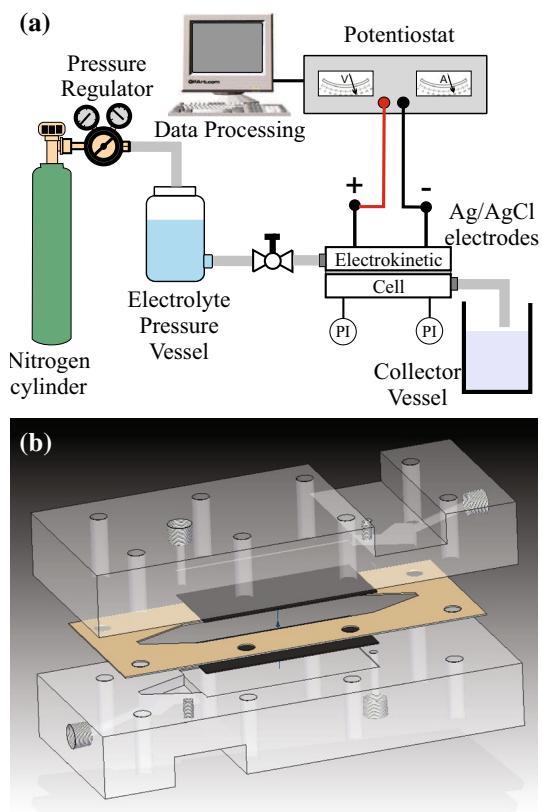 (a)
Potentiostat
Pressure
Regulator
V
A
Data Processing
+
-
Ag/AgCl
electrodes
Electrokinetic
Cell
Electrolyte
Pressure
Vessel
PI
PI
Nitrogen
cylinder
Collector
Vessel
(b)